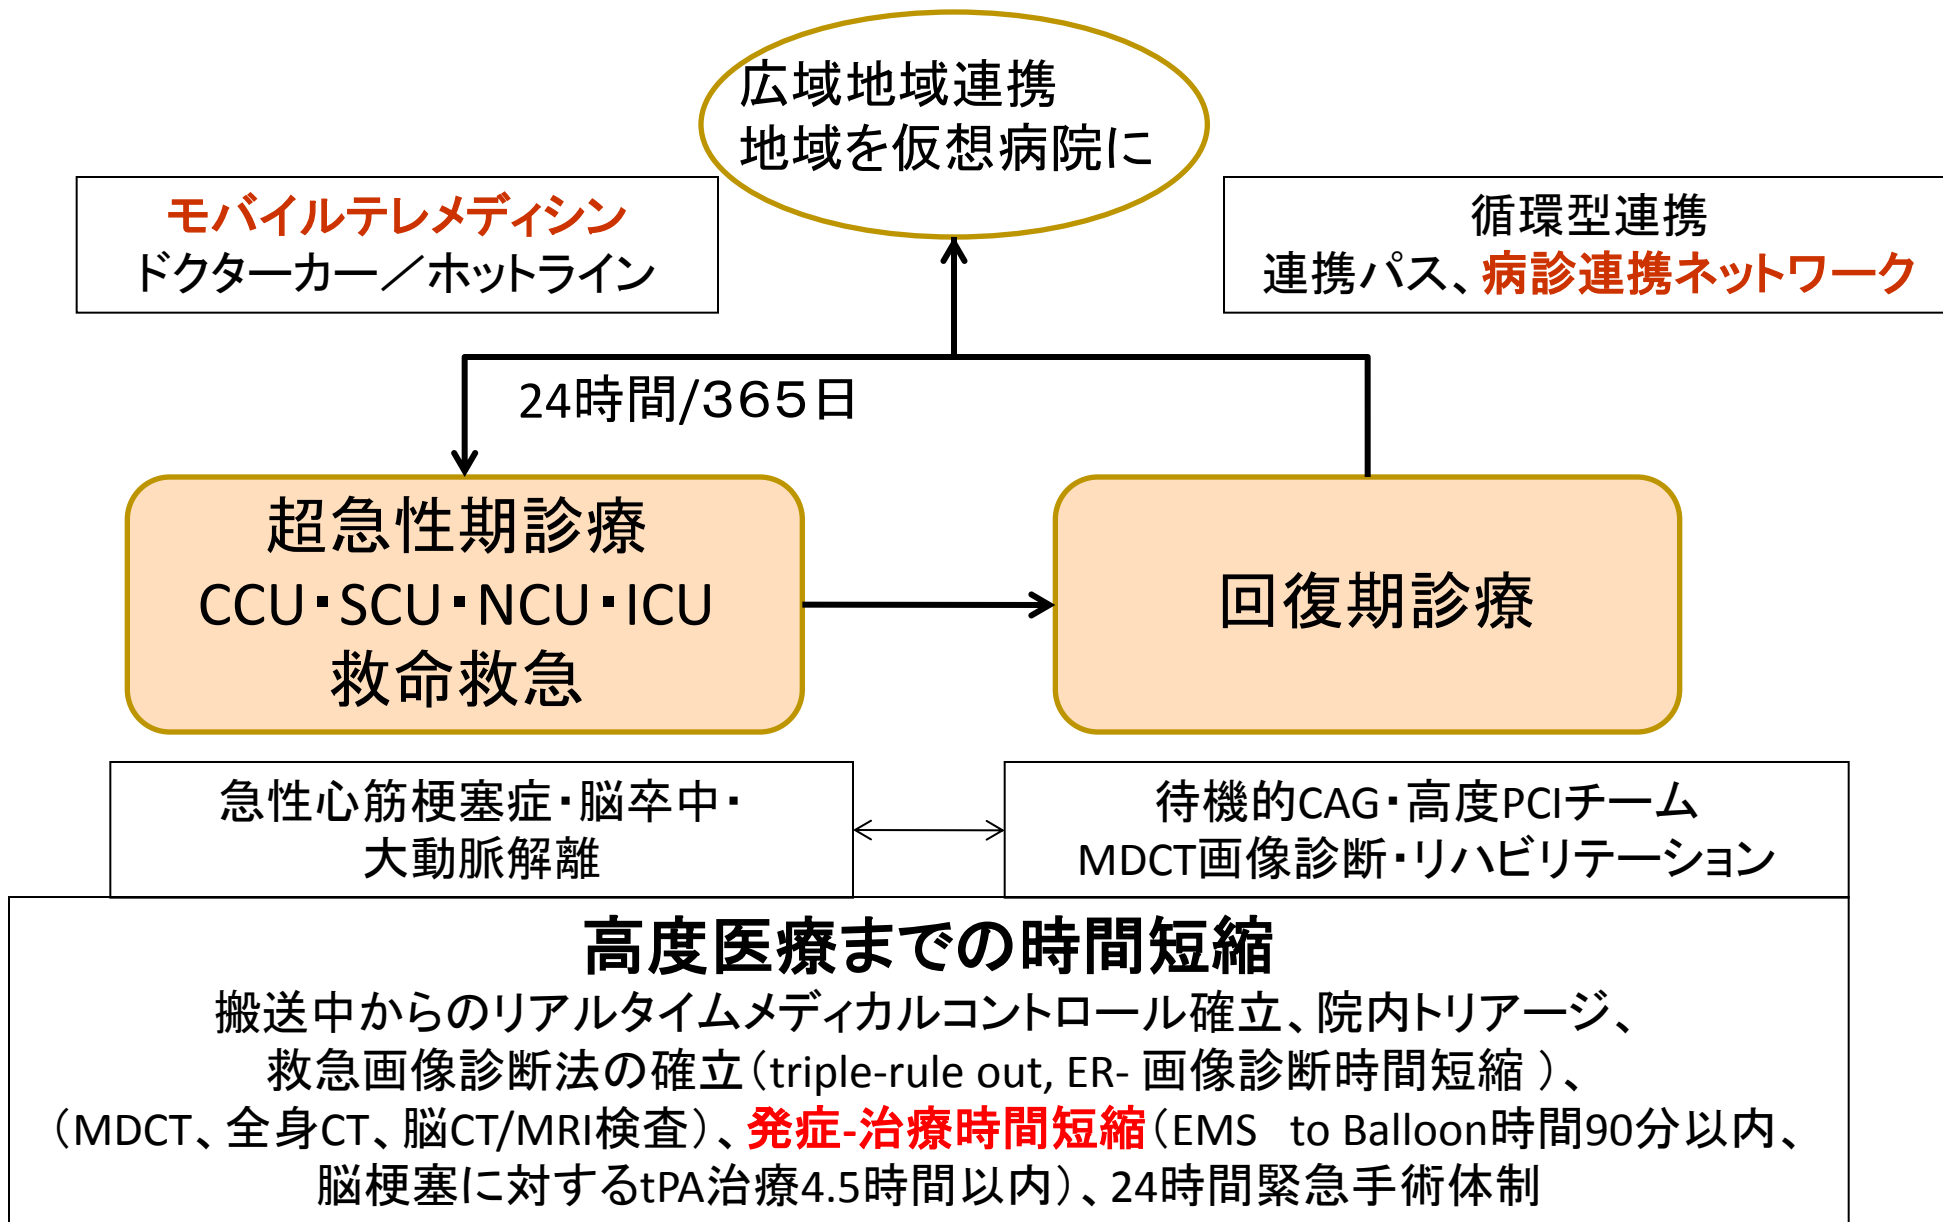 広域地域連携
地域を仮想病院に
モバイルテレメディシン
ドクターカー／ホットライン
循環型連携
連携パス、病診連携ネットワーク
24時間/３６５日
超急性期診療
CCU・SCU・NCU・ICU
救命救急
回復期診療
急性心筋梗塞症・脳卒中・
大動脈解離
待機的CAG・高度PCIチーム
MDCT画像診断・リハビリテーション
高度医療までの時間短縮
搬送中からのリアルタイムメディカルコントロール確立、院内トリアージ、
救急画像診断法の確立（triple-rule out, ER- 画像診断時間短縮 ）、
（MDCT、全身CT、脳CT/MRI検査）、発症-治療時間短縮（EMS　to Balloon時間90分以内、
脳梗塞に対するtPA治療4.5時間以内）、24時間緊急手術体制